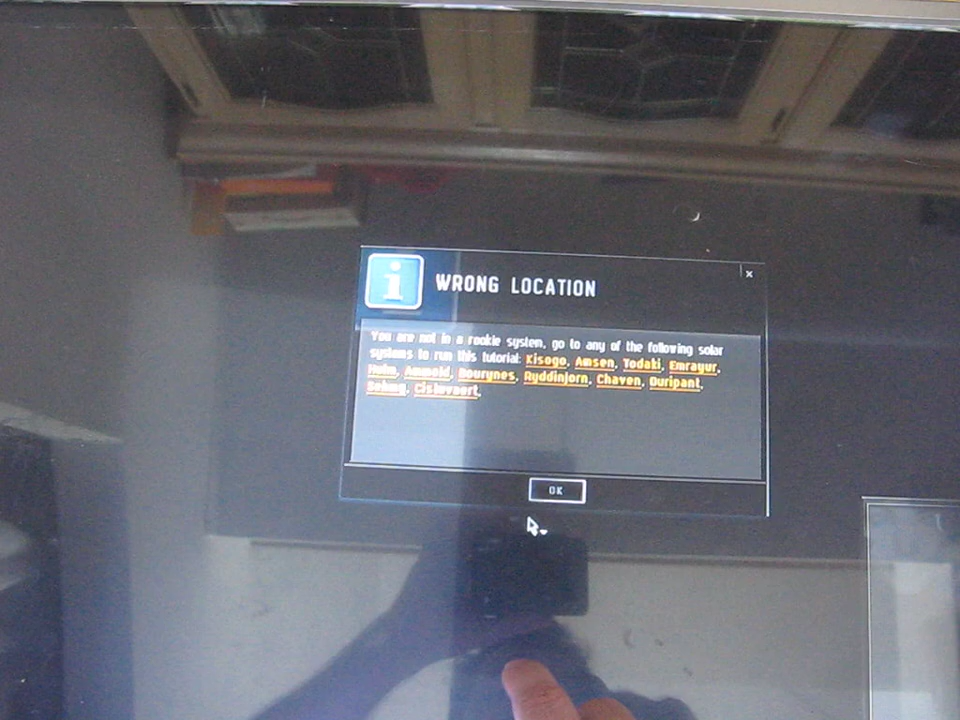 WRONG LOCATION
You are not in a rookie system, go to any of the following solar
systems to run this tutorial: Kisogo, Amsen, Todaki, Emrayur,
Hulm, Ammold, Bourynes, Ryddinjorn, Chaven, Duripant,
Cistuvaert.
OK